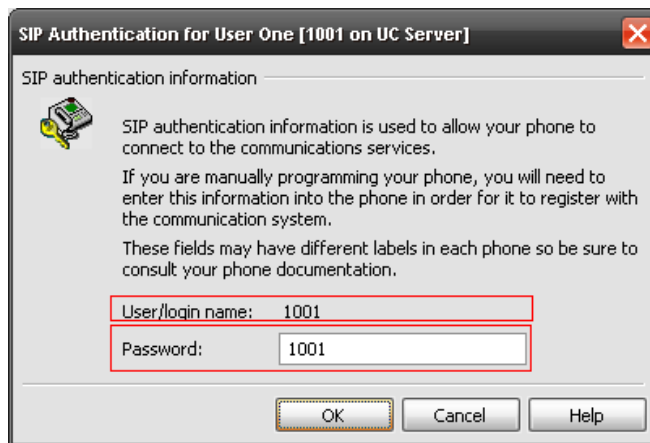 SIP Authentication for User One [1001 on UC Server]
SIP authentication information
SIP authentication information is used to allow your phone to
connect to the communications services.
If you are manually programming your phone, you will need to
enter this information into the phone in order for it to register with
the communication system.
These fields may have different labels in each phone so be sure to
consult your phone documentation.
User/login name: 1001
Password: 1001
OK Cancel Help